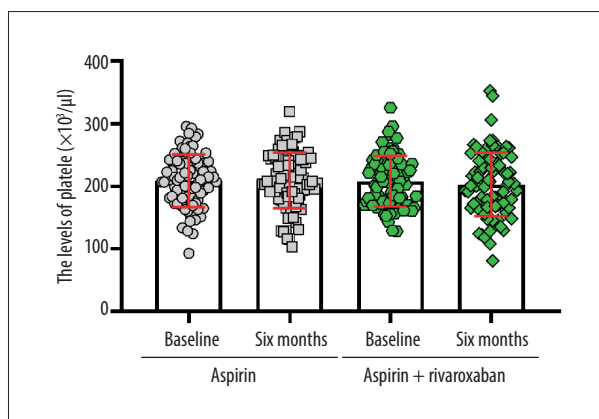 The levels of platele (×10³/µl)
400
300
200
100
0
Baseline
Six months
Baseline
Six months
Aspirin
Aspirin + rivaroxaban